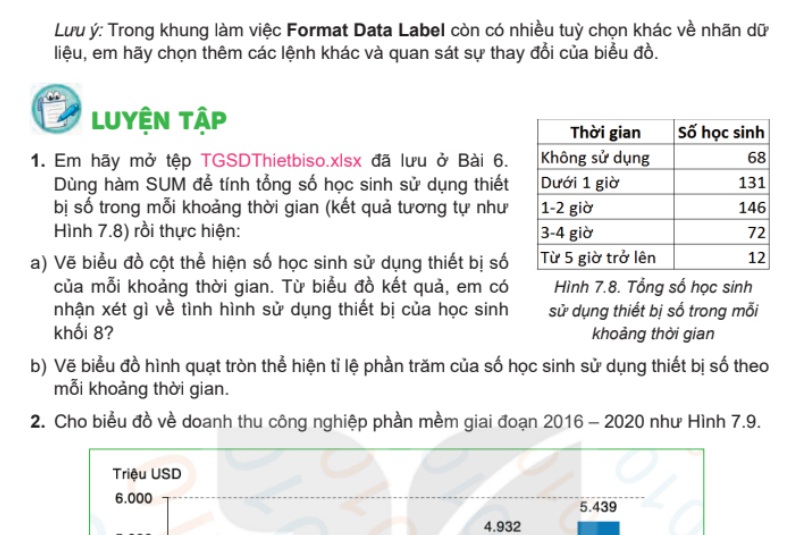 Lưu ý: Trong khung làm việc Format Data Label còn có nhiều tuỳ chọn khác về nhãn dữ
liệu, em hãy chọn thêm các lệnh khác và quan sát sự thay đổi của biểu đồ.
LUYỆN TẬP
1. Em hãy mở tệp TGSDThietbiso.xlsx đã lưu ở Bài 6.
Dùng hàm SUM để tính tổng số học sinh sử dụng thiết
bị số trong mỗi khoảng thời gian (kết quả tương tự như
Hình 7.8) rồi thực hiện:
a) Vẽ biểu đồ cột thể hiện số học sinh sử dụng thiết bị số
của mỗi khoảng thời gian. Từ biểu đồ kết quả, em có
nhận xét gì về tình hình sử dụng thiết bị của học sinh
khối 8?
Thời gian Số học sinh
Không sử dụng 68
Dưới 1 giờ 131
1-2 giờ 146
3-4 giờ 72
Từ 5 giờ trở lên 12
Hình 7.8. Tổng số học sinh
sử dụng thiết bị số trong mỗi
khoảng thời gian
b) Vẽ biểu đồ hình quạt tròn thể hiện tỉ lệ phần trăm của số học sinh sử dụng thiết bị số theo
mỗi khoảng thời gian.
2. Cho biểu đồ về doanh thu công nghiệp phần mềm giai đoạn 2016 – 2020 như Hình 7.9.
Triệu USD
6.000
5.439
4.932